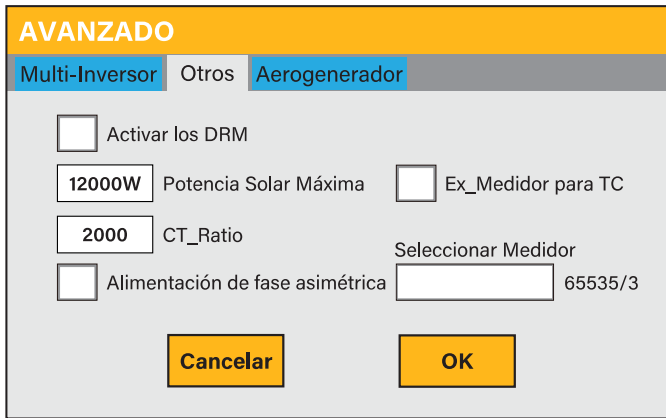 AVANZADO
Multi-Inversor Otros Aerogenerador
Activar los DRM
12000W Potencia Solar Máxima Ex_Medidor para TC
2000 CT_Ratio
Seleccionar Medidor
Alimentación de fase asimétrica 65535/3
Cancelar OK